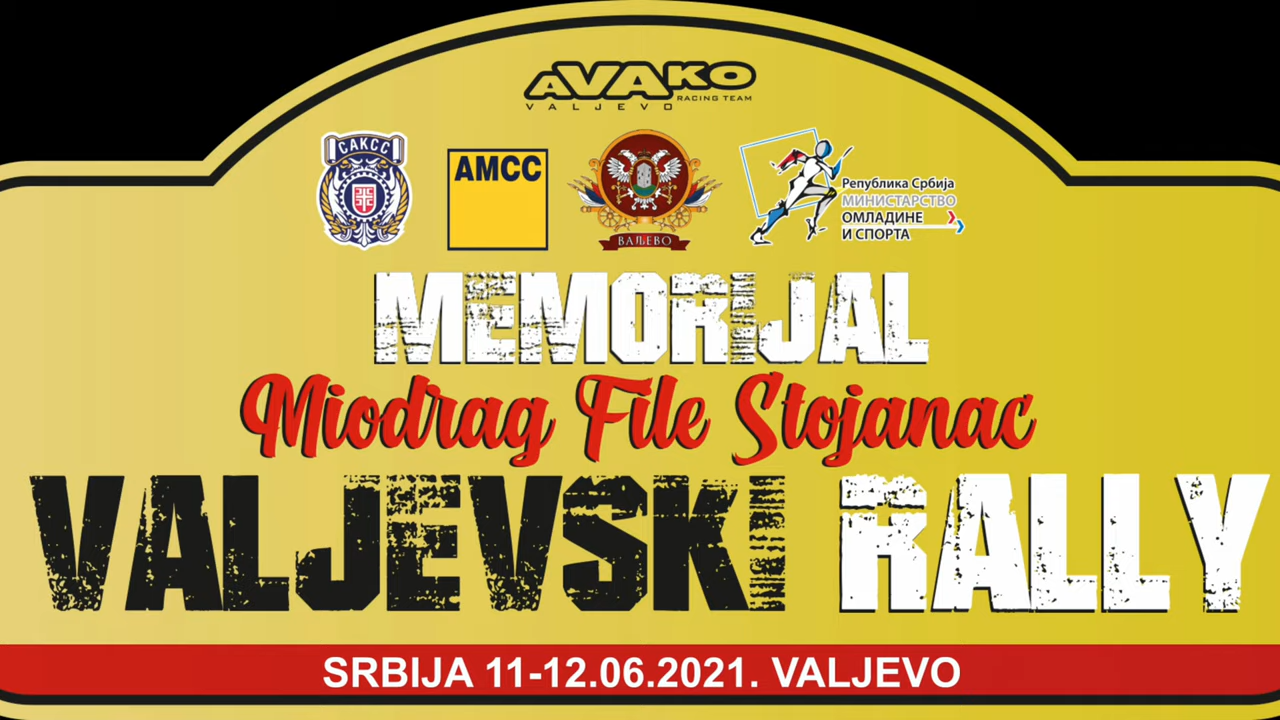 AVAKO
RACING TEAM
VALJEVO
САКСС
АМСС
ВАЉЕВО
Република Србија
МИНИСТАРСТВО
ОМЛАДИНЕ
И СПОРТА
MEMORIJAL
Miodrag File Stojanac
VALJEVSKI RALLY
SRBIJA 11-12.06.2021. VALJEVO